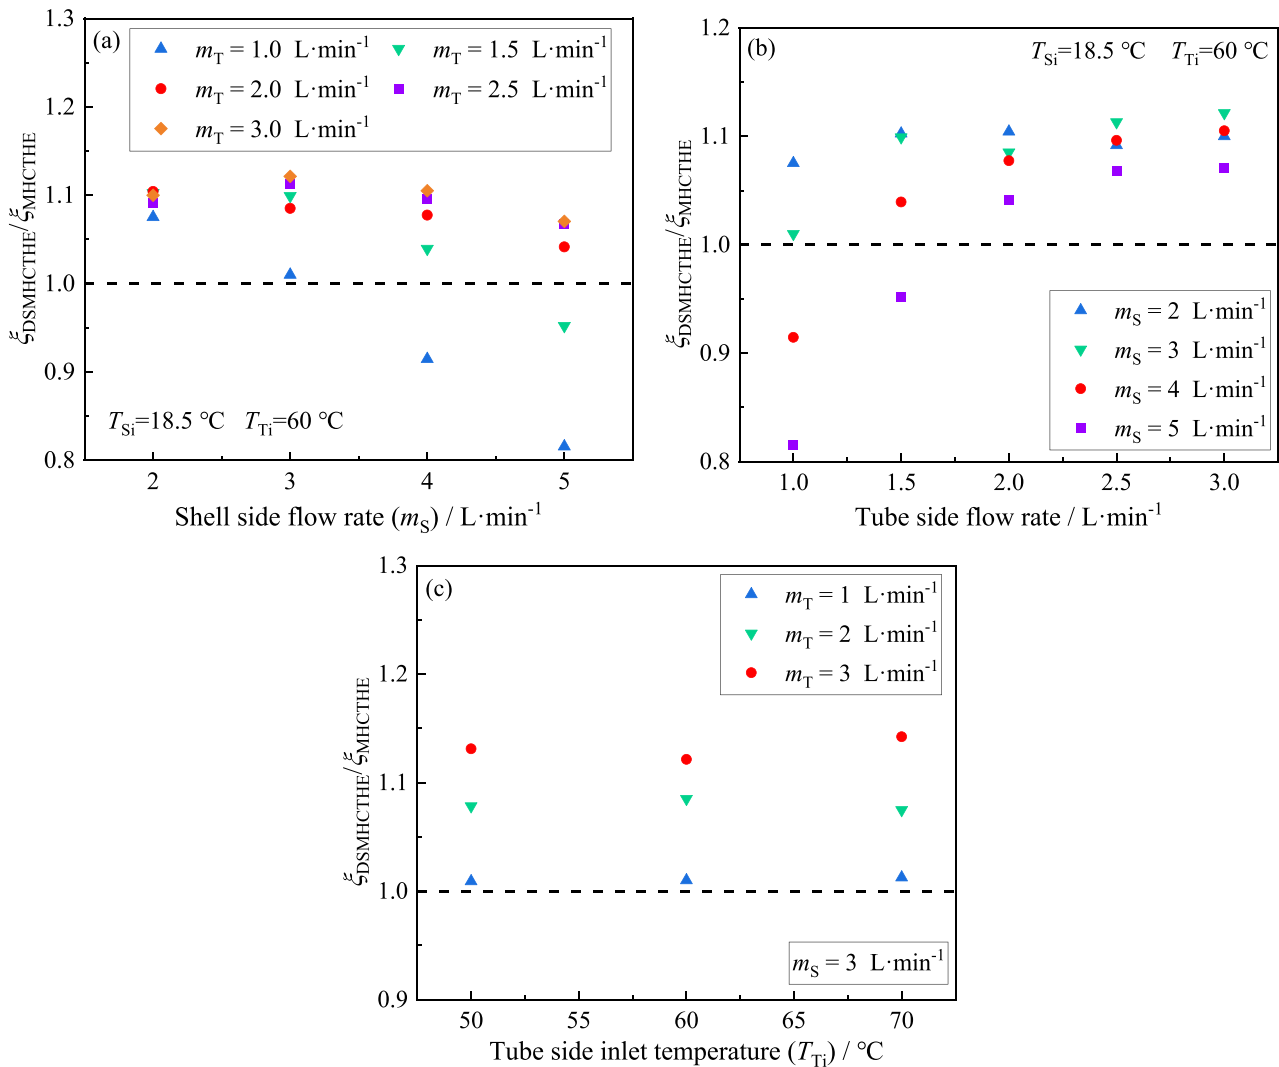 (a)
m_T = 1.0 L·min⁻¹
m_T = 1.5 L·min⁻¹
m_T = 2.0 L·min⁻¹
m_T = 2.5 L·min⁻¹
m_T = 3.0 L·min⁻¹
1.3
1.2
1.1
1.0
0.9
0.8
ξ_DSMHCTHE/ξ_MHCTHE
T_Si=18.5 ℃ T_Ti=60 ℃
2 3 4 5
Shell side flow rate (m_S) / L·min⁻¹
(b)
T_Si=18.5 ℃ T_Ti=60 ℃
1.2
1.1
1.0
0.9
0.8
ξ_DSMHCTHE/ξ_MHCTHE
m_S = 2 L·min⁻¹
m_S = 3 L·min⁻¹
m_S = 4 L·min⁻¹
m_S = 5 L·min⁻¹
1.0 1.5 2.0 2.5 3.0
Tube side flow rate / L·min⁻¹
(c)
m_T = 1 L·min⁻¹
m_T = 2 L·min⁻¹
m_T = 3 L·min⁻¹
1.3
1.2
1.1
1.0
0.9
ξ_DSMHCTHE/ξ_MHCTHE
m_S = 3 L·min⁻¹
50 55 60 65 70
Tube side inlet temperature (T_Ti) / ℃